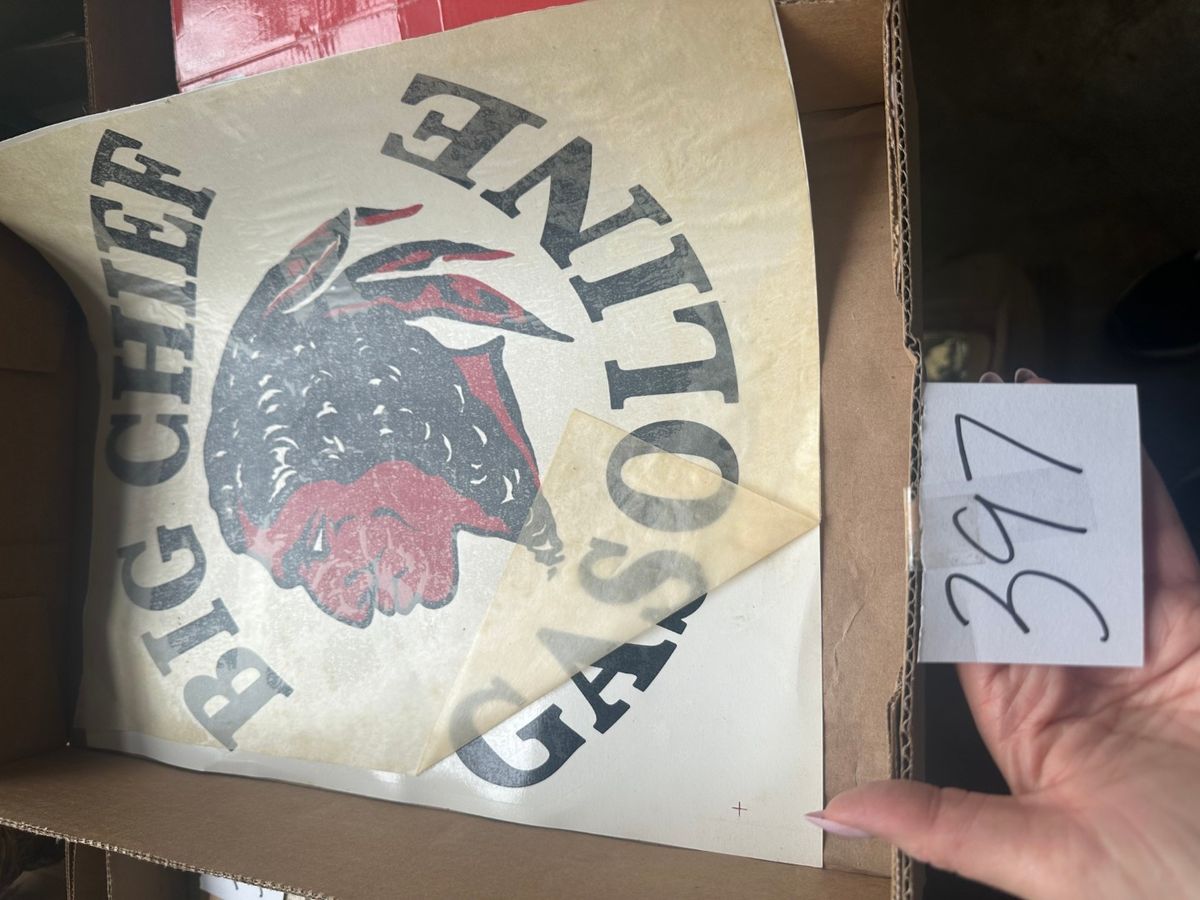 BIG CHIEF
GASOLINE
397